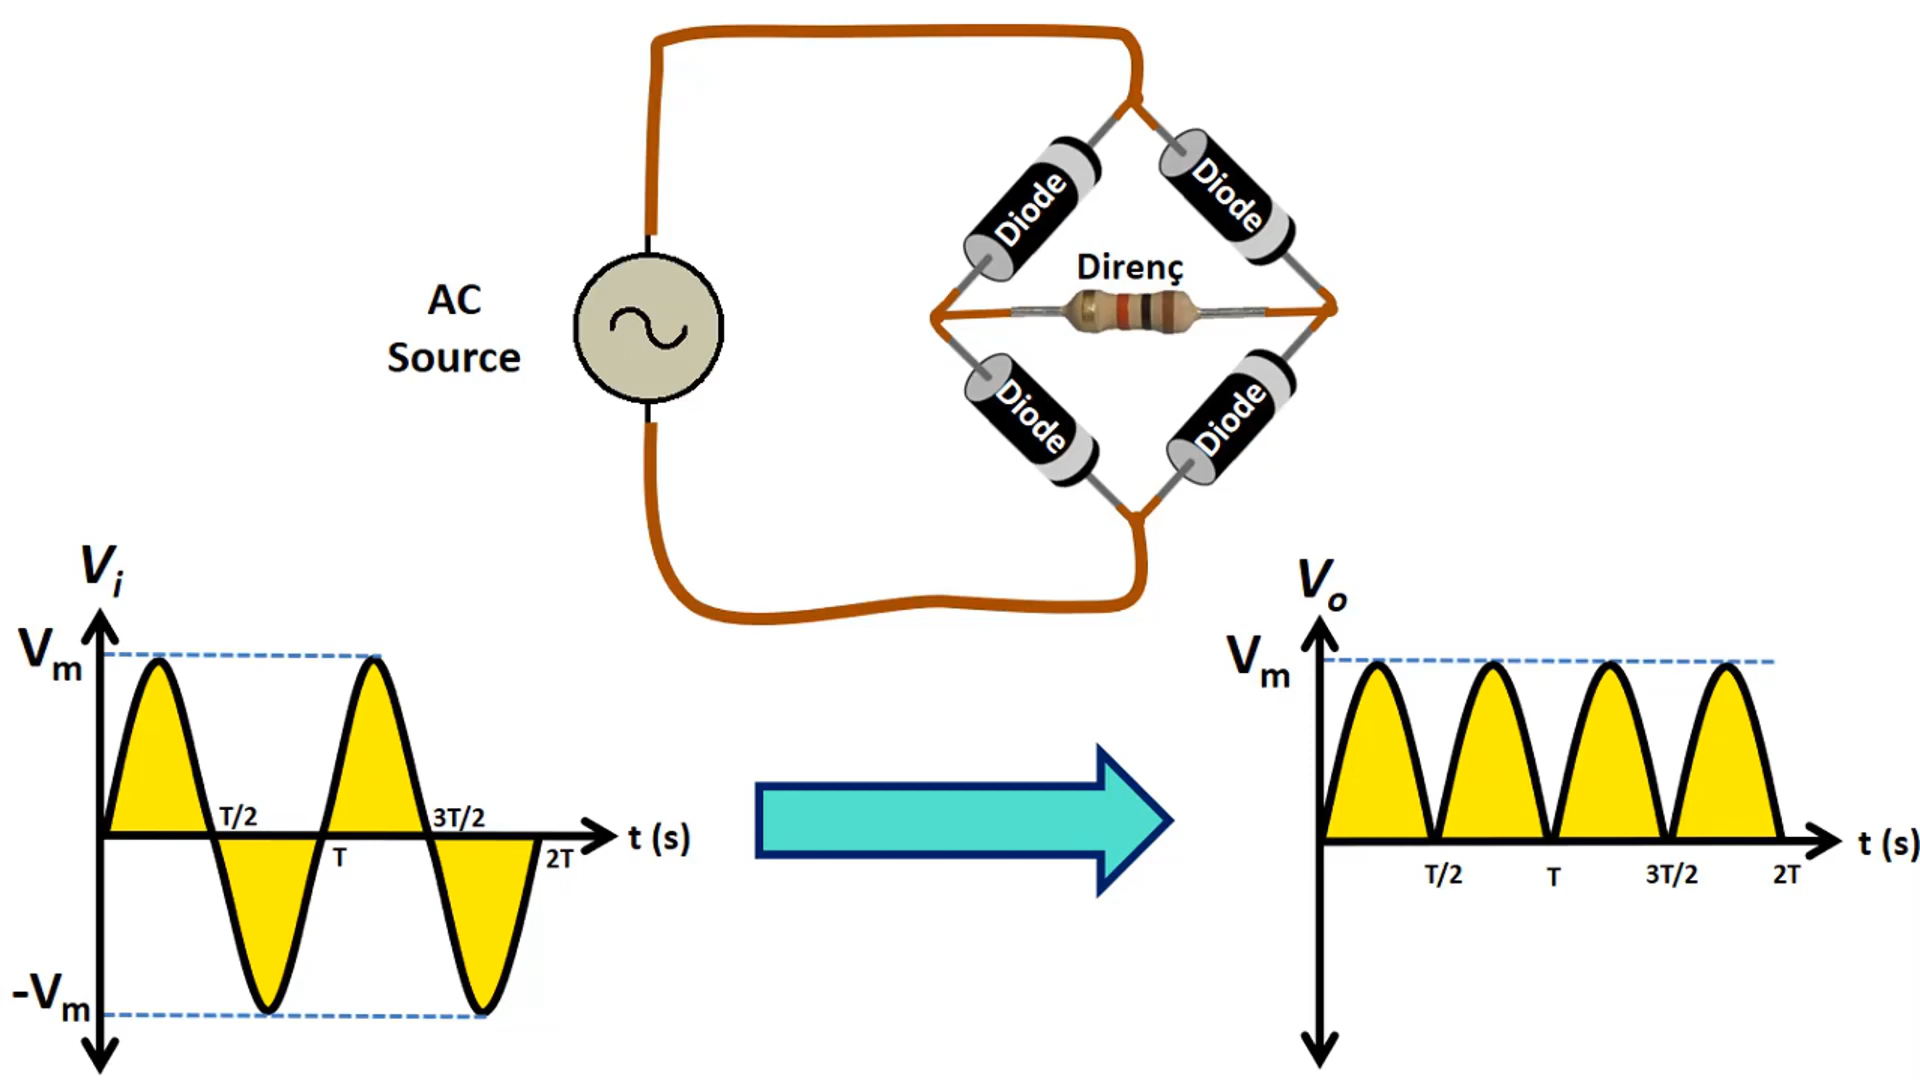 Diode
Diode
Direnç
AC
Source
Diode
Diode
Vi
Vm
T/2
3T/2
t (s)
T
2T
-Vm
Vo
Vm
t (s)
T/2
T
3T/2
2T